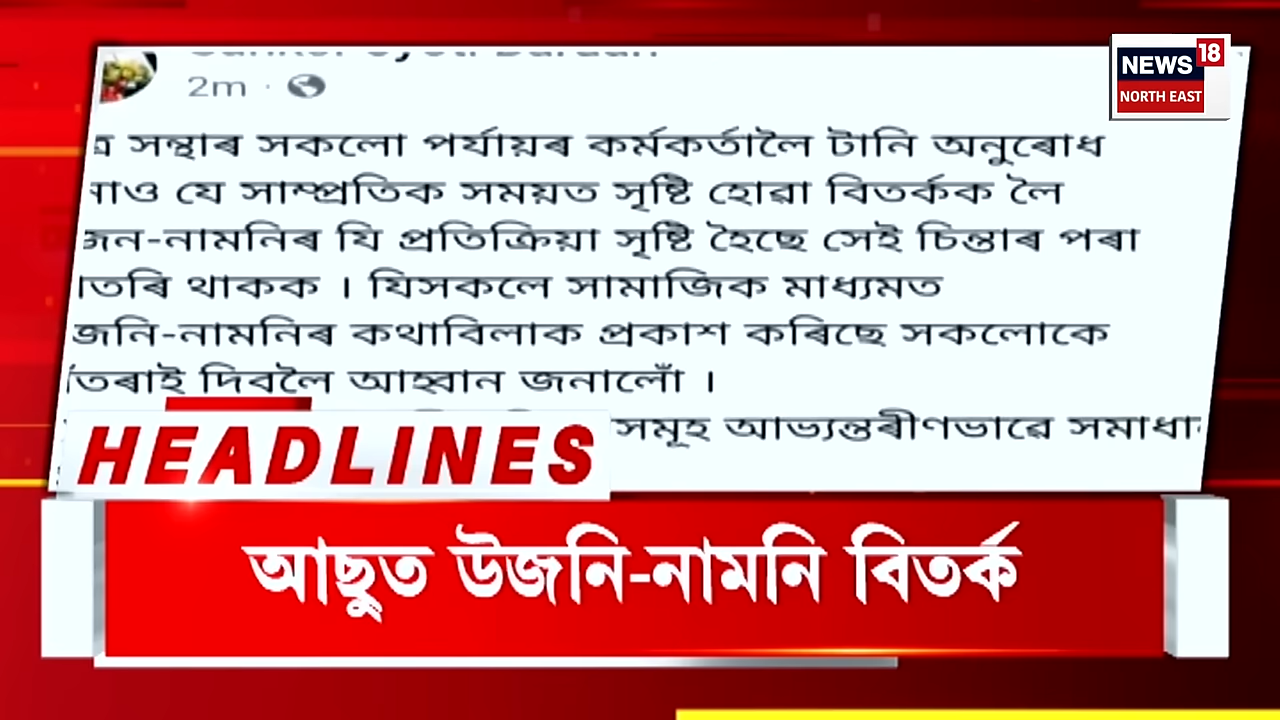 2m ·
NEWS 18
NORTH EAST
সন্থাৰ সকলো পৰ্যায়ৰ কৰ্মকৰ্তালৈ টানি অনুৰোধ
যে সাম্প্ৰতিক সময়ত সৃষ্টি হোৱা বিতৰ্কক লৈ
জন-নামনিৰ যি প্ৰতিক্ৰিয়া সৃষ্টি হৈছে সেই চিন্তাৰ পৰা
থাকক । যিসকলে সামাজিক মাধ্যমত
জনি-নামনিৰ কথাবিলাক প্ৰকাশ কৰিছে সকলোকে
দিবলৈ আহ্বান জনালোঁ ।
সমূহ আভ্যন্তৰীণভাৱে
HEADLINES
আছুত উজনি-নামনি বিতৰ্ক